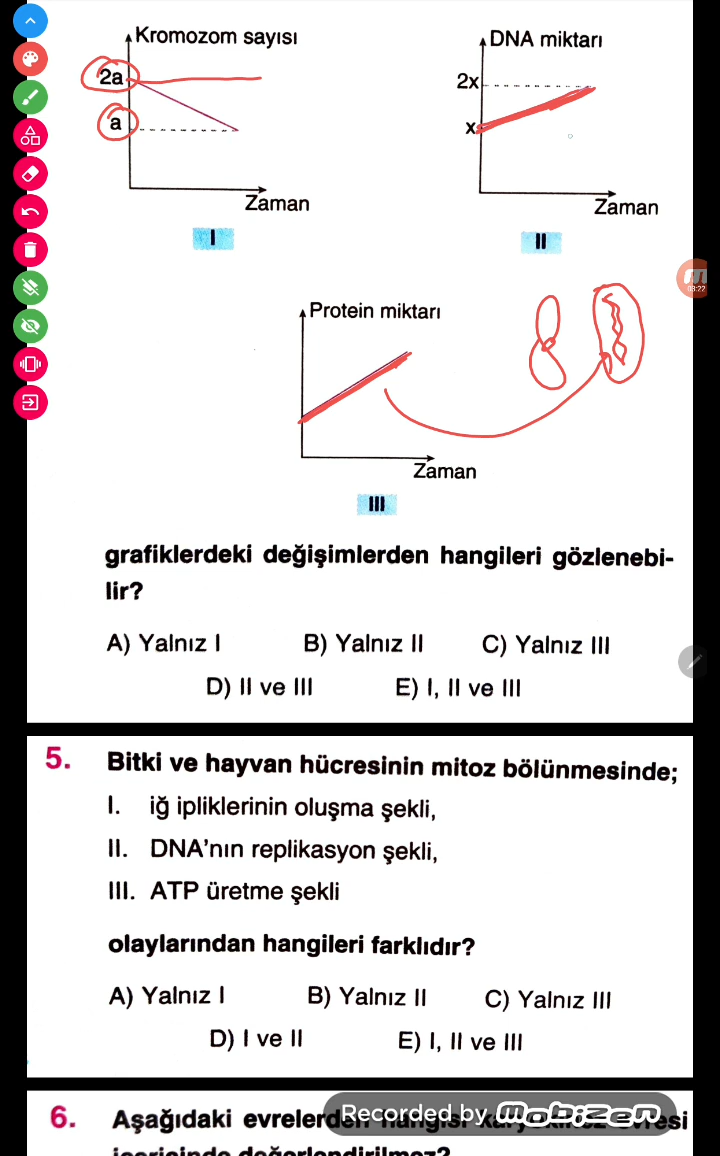 Kromozom sayısı
2a
a
Zaman
I
DNA miktarı
2x
x
Zaman
II
03:22
Protein miktarı
Zaman
III
grafiklerdeki değişimlerden hangileri gözlenebi-
lir?
A) Yalnız I B) Yalnız II C) Yalnız III
D) II ve III E) I, II ve III
5. Bitki ve hayvan hücresinin mitoz bölünmesinde;
I. iğ ipliklerinin oluşma şekli,
II. DNA'nın replikasyon şekli,
III. ATP üretme şekli
olaylarından hangileri farklıdır?
A) Yalnız I B) Yalnız II C) Yalnız III
D) I ve II E) I, II ve III
6. Aşağıdaki evrelerden hangisi
Recorded by Mobizen